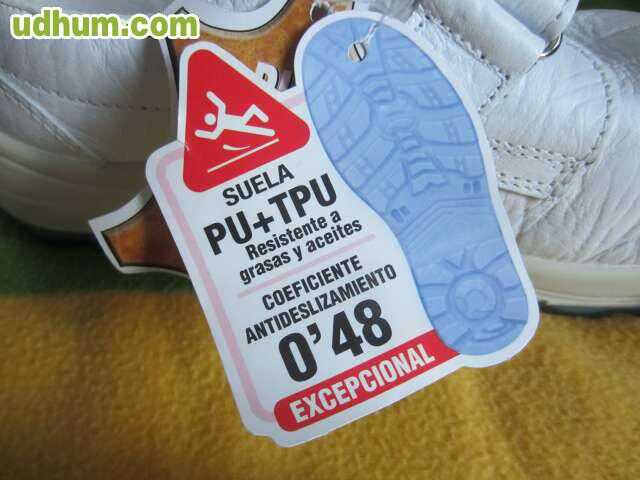 udhum.com
SUELA
PU+TPU
Resistente a
grasas y aceites
COEFICIENTE
ANTIDESLIZAMIENTO
0'48
EXCEPCIONAL